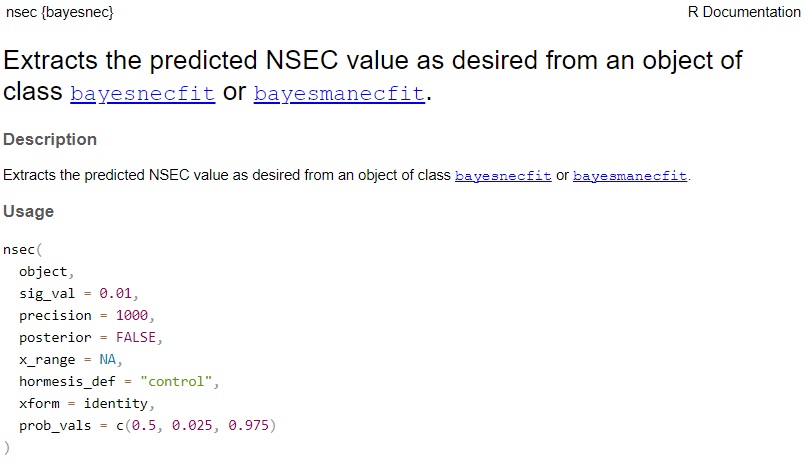 nsec {bayesnec} R Documentation
Extracts the predicted NSEC value as desired from an object of
class bayesnecfit or bayesmanecfit.
Description
Extracts the predicted NSEC value as desired from an object of class bayesnecfit or bayesmanecfit.
Usage
nsec(
  object,
  sig_val = 0.01,
  precision = 1000,
  posterior = FALSE,
  x_range = NA,
  hormesis_def = "control",
  xform = identity,
  prob_vals = c(0.5, 0.025, 0.975)
)